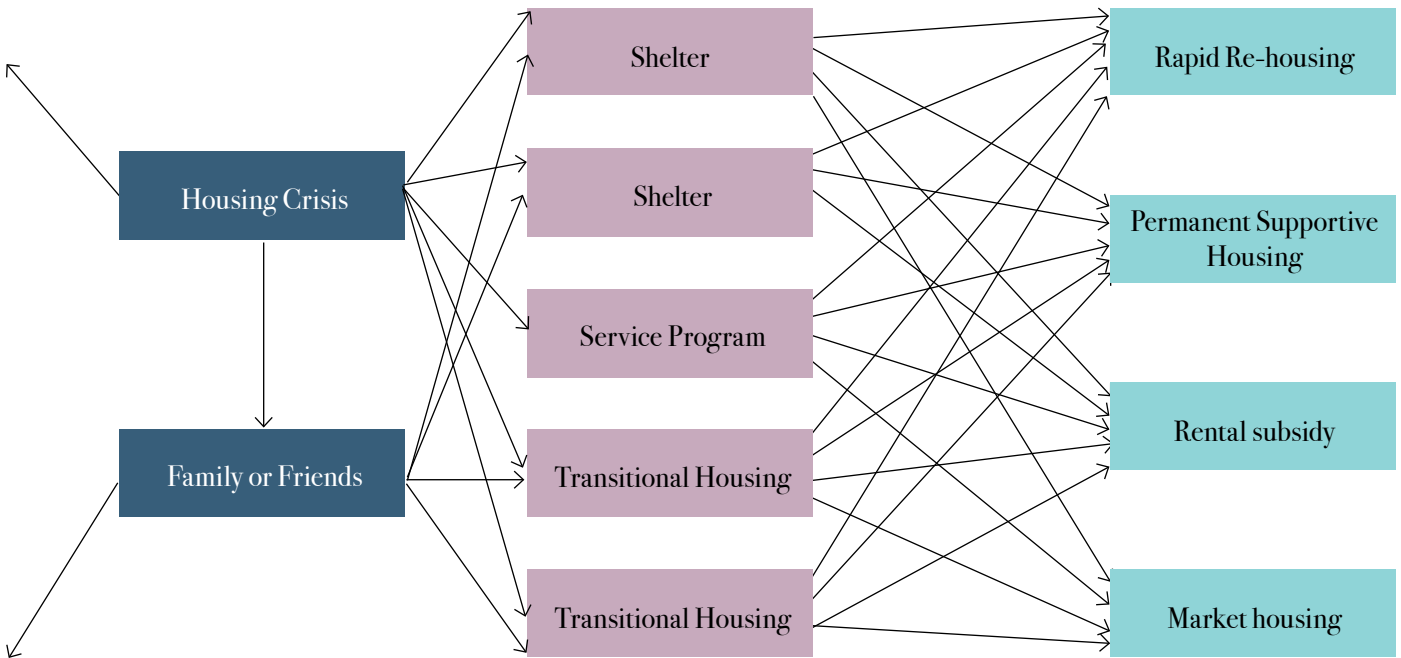 Housing Crisis
Family or Friends
Shelter
Shelter
Service Program
Transitional Housing
Transitional Housing
Rapid Re-housing
Permanent Supportive
Housing
Rental subsidy
Market housing